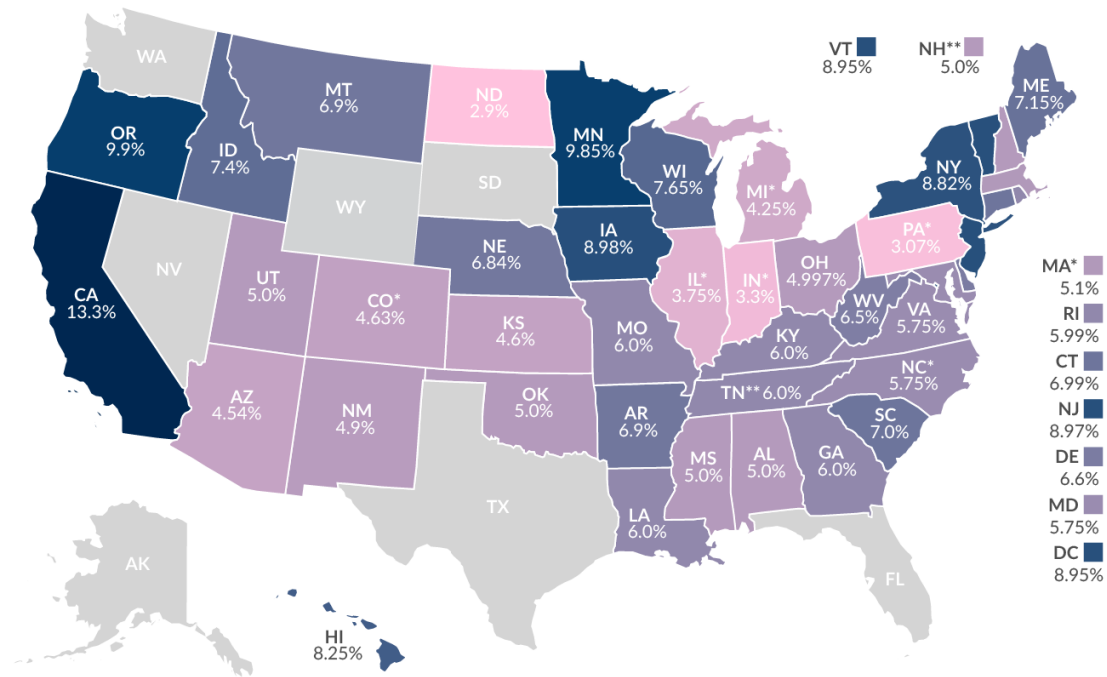 WA
VT
8.95%
NH**
5.0%
ME
7.15%
MT
6.9%
ND
2.9%
OR
9.9%
ID
7.4%
MN
9.85%
WI
7.65%
MI*
4.25%
NY
8.82%
SD
WY
IA
8.98%
PA*
3.07%
NE
6.84%
NV
UT
5.0%
CO*
4.63%
IL*
3.75%
IN*
3.3%
OH
4.997%
WV
6.5%
VA
5.75%
CA
13.3%
KS
4.6%
MO
6.0%
KY
6.0%
NC*
5.75%
TN** 6.0%
AZ
4.54%
NM
4.9%
OK
5.0%
AR
6.9%
SC
7.0%
MS
5.0%
AL
5.0%
GA
6.0%
TX
LA
6.0%
FL
AK
HI
8.25%
MA*
5.1%
RI
5.99%
CT
6.99%
NJ
8.97%
DE
6.6%
MD
5.75%
DC
8.95%